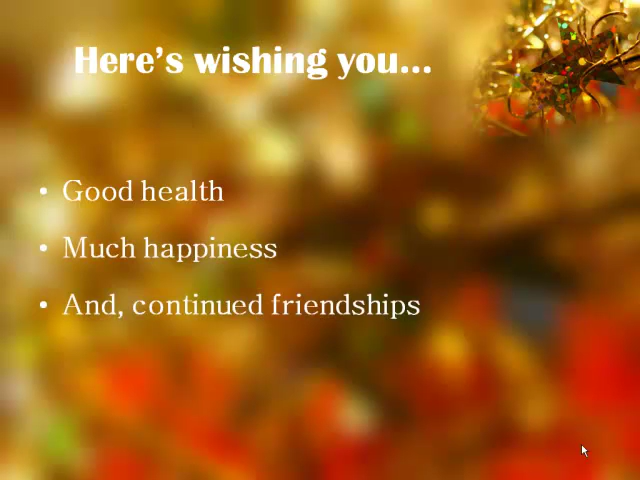 Here’s wishing you...
• Good health
• Much happiness
• And, continued friendships